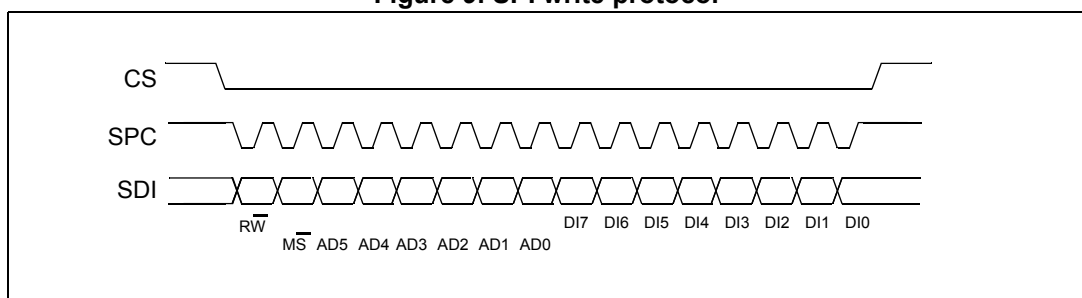 Figure SPI write protocol
CS
SPC
SDI
RW̅ DI7 DI6 DI5 DI4 DI3 DI2 DI1 DI0
MS̅ AD5 AD4 AD3 AD2 AD1 AD0